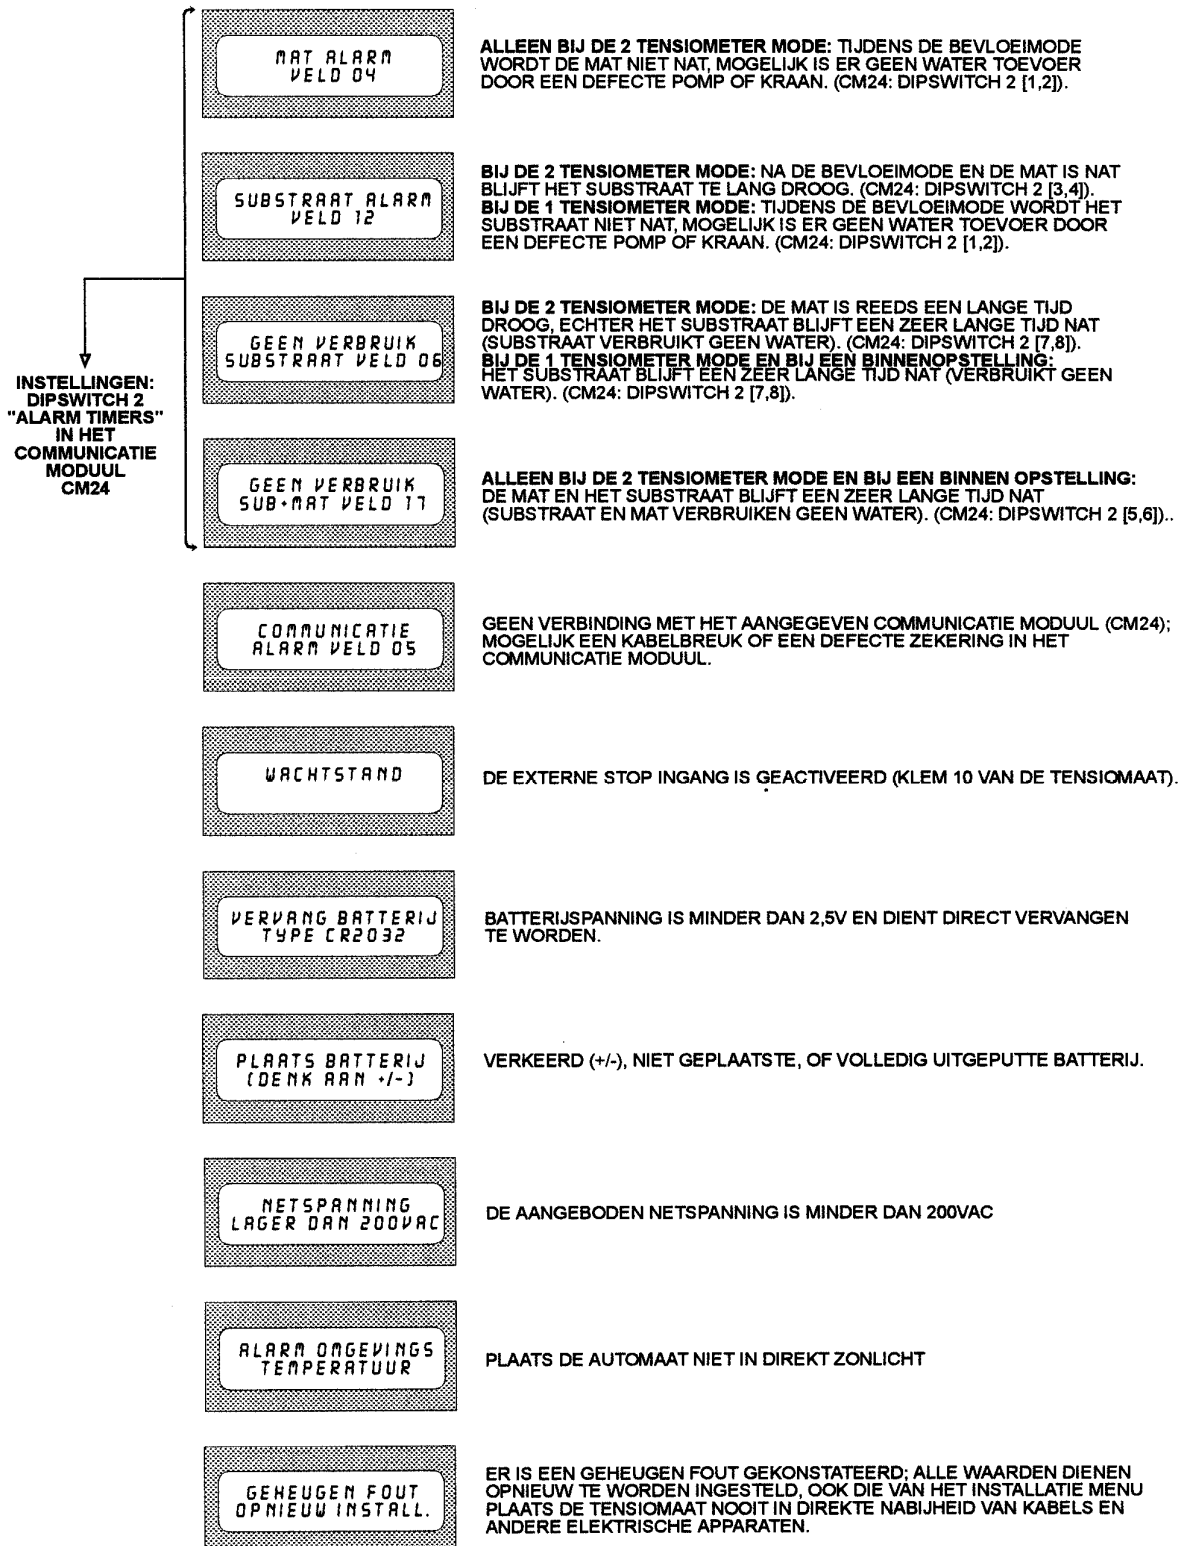 MAT ALARM
VELD 04
ALLEEN BIJ DE 2 TENSIOMETER MODE: TIJDENS DE BEVLOEIMODE
WORDT DE MAT NIET NAT, MOGELIJK IS ER GEEN WATER TOEVOER
DOOR EEN DEFECTE POMP OF KRAAN. (CM24: DIPSWITCH 2 [1,2]).
SUBSTRAAT ALARM
VELD 12
BIJ DE 2 TENSIOMETER MODE: NA DE BEVLOEIMODE EN DE MAT IS NAT
BLIJFT HET SUBSTRAAT TE LANG DROOG. (CM24: DIPSWITCH 2 [3,4]).
BIJ DE 1 TENSIOMETER MODE: TIJDENS DE BEVLOEIMODE WORDT HET
SUBSTRAAT NIET NAT, MOGELIJK IS ER GEEN WATER TOEVOER DOOR
EEN DEFECTE POMP OF KRAAN. (CM24: DIPSWITCH 2 [1,2]).
GEEN VERBRUIK
SUBSTRAAT VELD 06
BIJ DE 2 TENSIOMETER MODE: DE MAT IS REEDS EEN LANGE TIJD
DROOG, ECHTER HET SUBSTRAAT BLIJFT EEN ZEER LANGE TIJD NAT
(SUBSTRAAT VERBRUIKT GEEN WATER). (CM24: DIPSWITCH 2 [7,8]).
BIJ DE 1 TENSIOMETER MODE EN BIJ EEN BINNENOPSTELLING:
HET SUBSTRAAT BLIJFT EEN ZEER LANGE TIJD NAT (VERBRUIKT GEEN
WATER). (CM24: DIPSWITCH 2 [7,8]).
INSTELLINGEN:
DIPSWITCH 2
"ALARM TIMERS"
IN HET
COMMUNICATIE
MODUUL
CM24
GEEN VERBRUIK
SUB+MAT VELD 17
ALLEEN BIJ DE 2 TENSIOMETER MODE EN BIJ EEN BINNEN OPSTELLING:
DE MAT EN HET SUBSTRAAT BLIJFT EEN ZEER LANGE TIJD NAT
(SUBSTRAAT EN MAT VERBRUIKEN GEEN WATER). (CM24: DIPSWITCH 2 [5,6])..
COMMUNICATIE
ALARM VELD 05
GEEN VERBINDING MET HET AANGEGEVEN COMMUNICATIE MODUUL (CM24);
MOGELIJK EEN KABELBREUK OF EEN DEFECTE ZEKERING IN HET
COMMUNICATIE MODUUL.
WACHTSTAND
DE EXTERNE STOP INGANG IS GEACTIVEERD (KLEM 10 VAN DE TENSIOMAAT).
VERVANG BATTERIJ
TYPE CR2032
BATTERIJSPANNING IS MINDER DAN 2,5V EN DIENT DIRECT VERVANGEN
TE WORDEN.
PLAATS BATTERIJ
(DENK AAN +/-)
VERKEERD (+/-), NIET GEPLAATSTE, OF VOLLEDIG UITGEPUTTE BATTERIJ.
NETSPANNING
LAGER DAN 200VAC
DE AANGEBODEN NETSPANNING IS MINDER DAN 200VAC
ALARM OMGEVINGS
TEMPERATUUR
PLAATS DE AUTOMAAT NIET IN DIREKT ZONLICHT
GEHEUGEN FOUT
OPNIEUW INSTALL.
ER IS EEN GEHEUGEN FOUT GEKONSTATEERD; ALLE WAARDEN DIENEN
OPNIEUW TE WORDEN INGESTELD, OOK DIE VAN HET INSTALLATIE MENU
PLAATS DE TENSIOMAAT NOOIT IN DIREKTE NABIJHEID VAN KABELS EN
ANDERE ELEKTRISCHE APPARATEN.